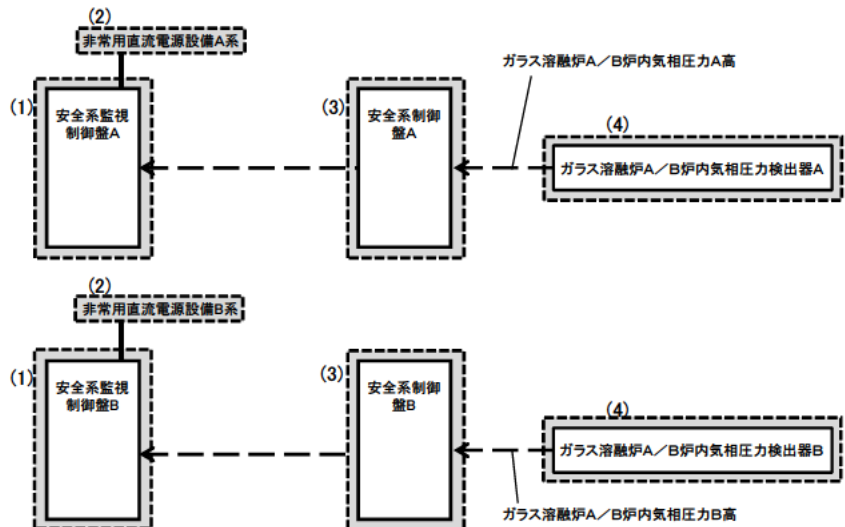 (2)
非常用直流電源設備A系
ガラス溶融炉A／B炉内気相圧力A高
(1)
安全系監視
制御盤A
(3)
安全系制御
盤A
(4)
ガラス溶融炉A／B炉内気相圧力検出器A
(2)
非常用直流電源設備B系
(1)
安全系監視
制御盤B
(3)
安全系制御
盤B
(4)
ガラス溶融炉A／B炉内気相圧力検出器B
ガラス溶融炉A／B炉内気相圧力B高